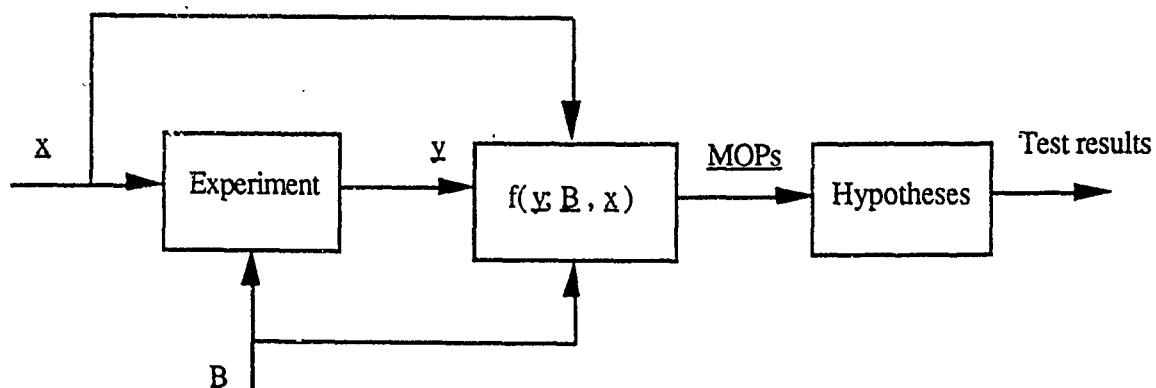 x
Experiment
y
f(y; B, x)
MOPs
Hypotheses
Test results
B